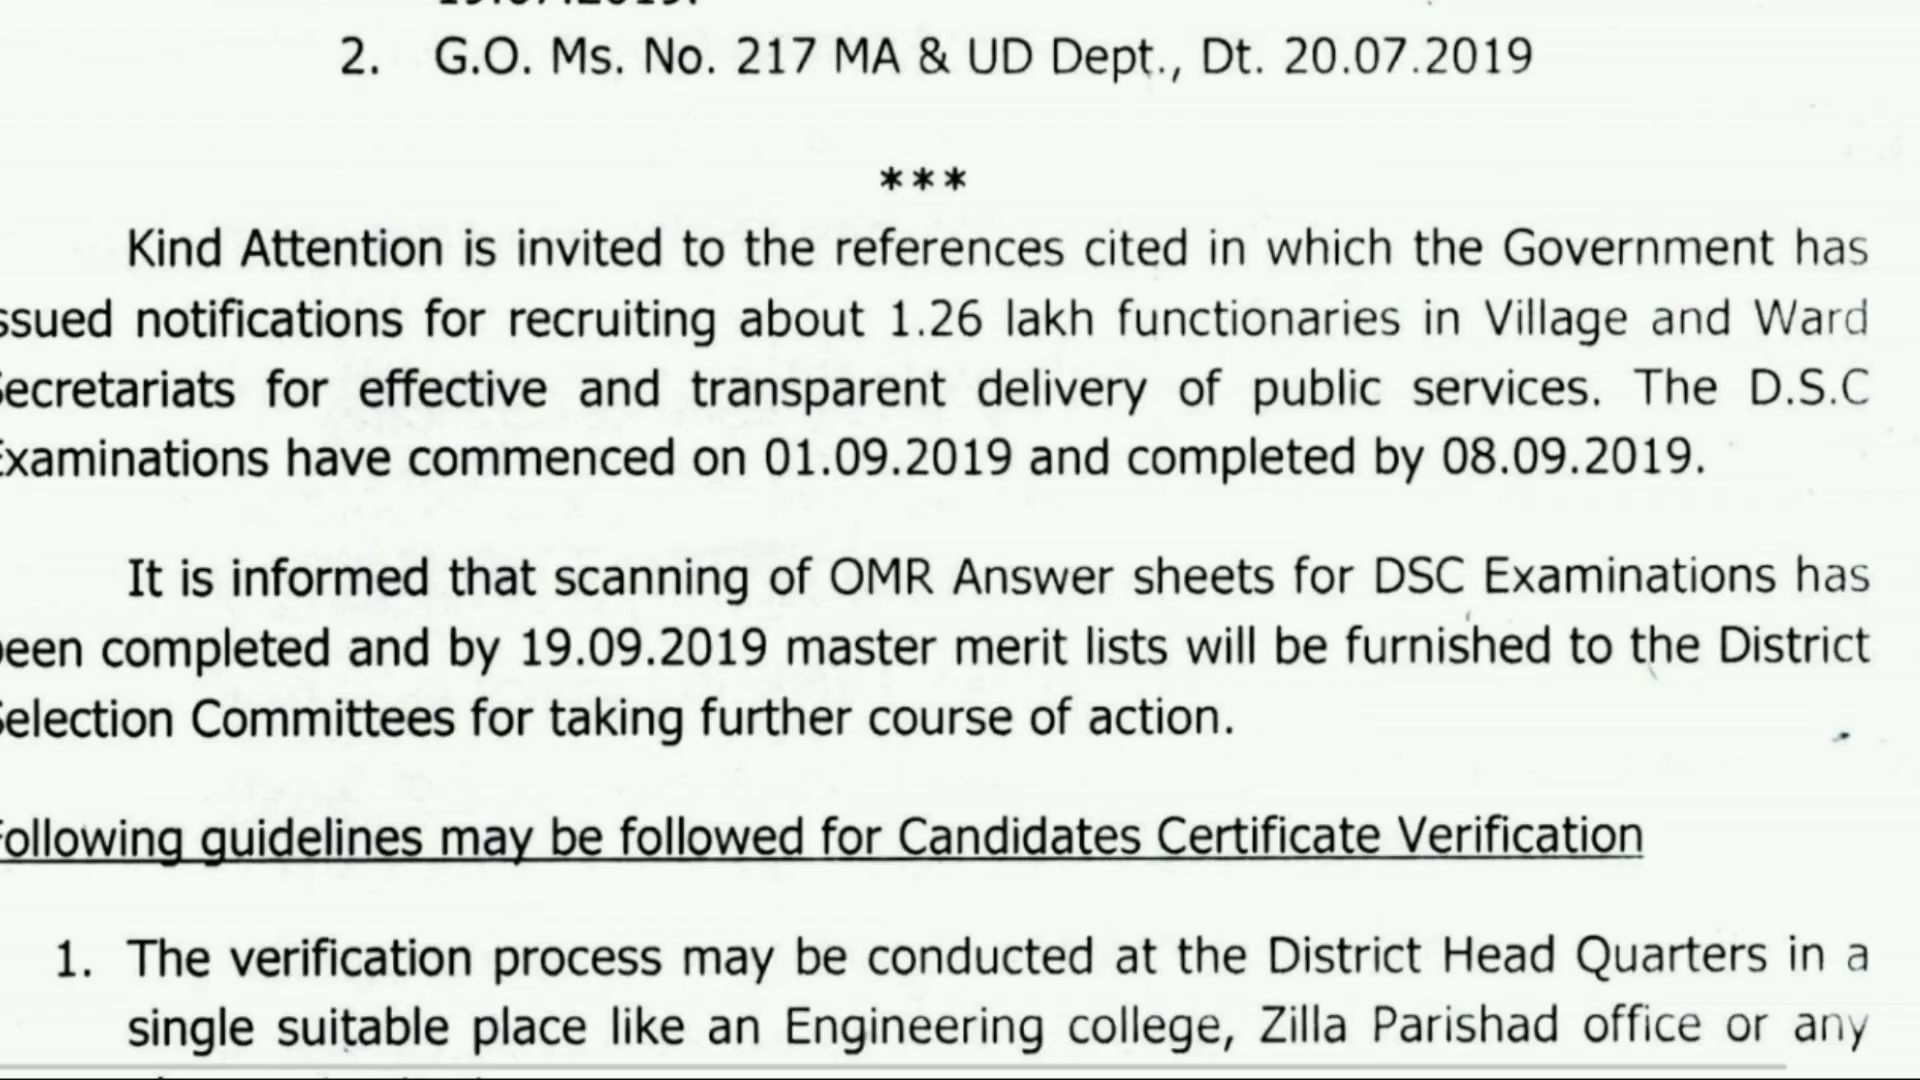 19.07.2019.
2. G.O. Ms. No. 217 MA & UD Dept., Dt. 20.07.2019
***
Kind Attention is invited to the references cited in which the Government has
ssued notifications for recruiting about 1.26 lakh functionaries in Village and Ward
Secretariats for effective and transparent delivery of public services. The D.S.C
Examinations have commenced on 01.09.2019 and completed by 08.09.2019.
It is informed that scanning of OMR Answer sheets for DSC Examinations has
been completed and by 19.09.2019 master merit lists will be furnished to the District
Selection Committees for taking further course of action.
Following guidelines may be followed for Candidates Certificate Verification
1. The verification process may be conducted at the District Head Quarters in a
single suitable place like an Engineering college, Zilla Parishad office or any